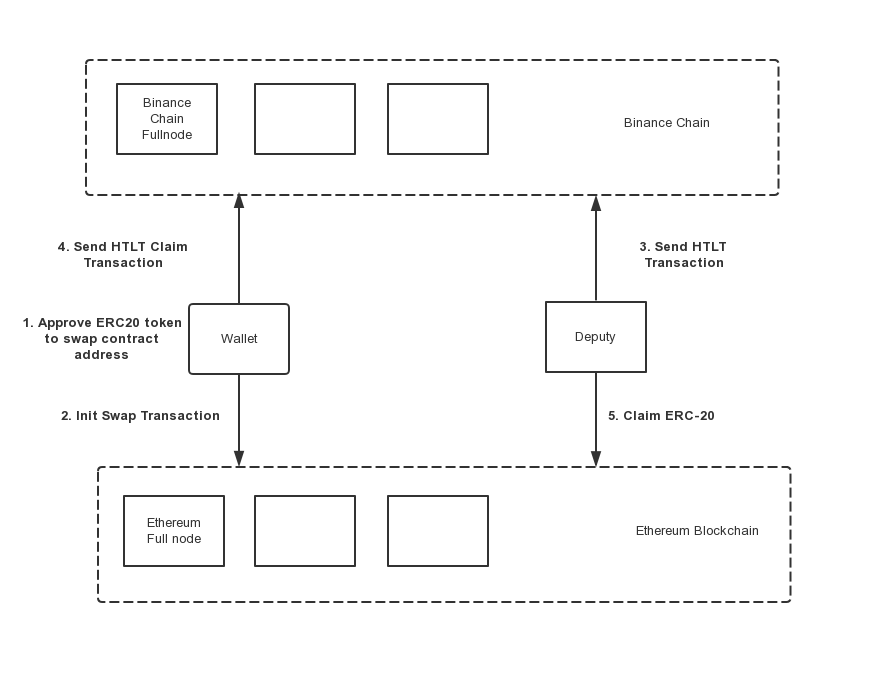 Binance
Chain
Fullnode
Binance Chain
4. Send HTLT Claim
Transaction
3. Send HTLT
Transaction
1. Approve ERC20 token
to swap contract
address
Wallet
Deputy
2. Init Swap Transaction
5. Claim ERC-20
Ethereum
Full node
Ethereum Blockchain